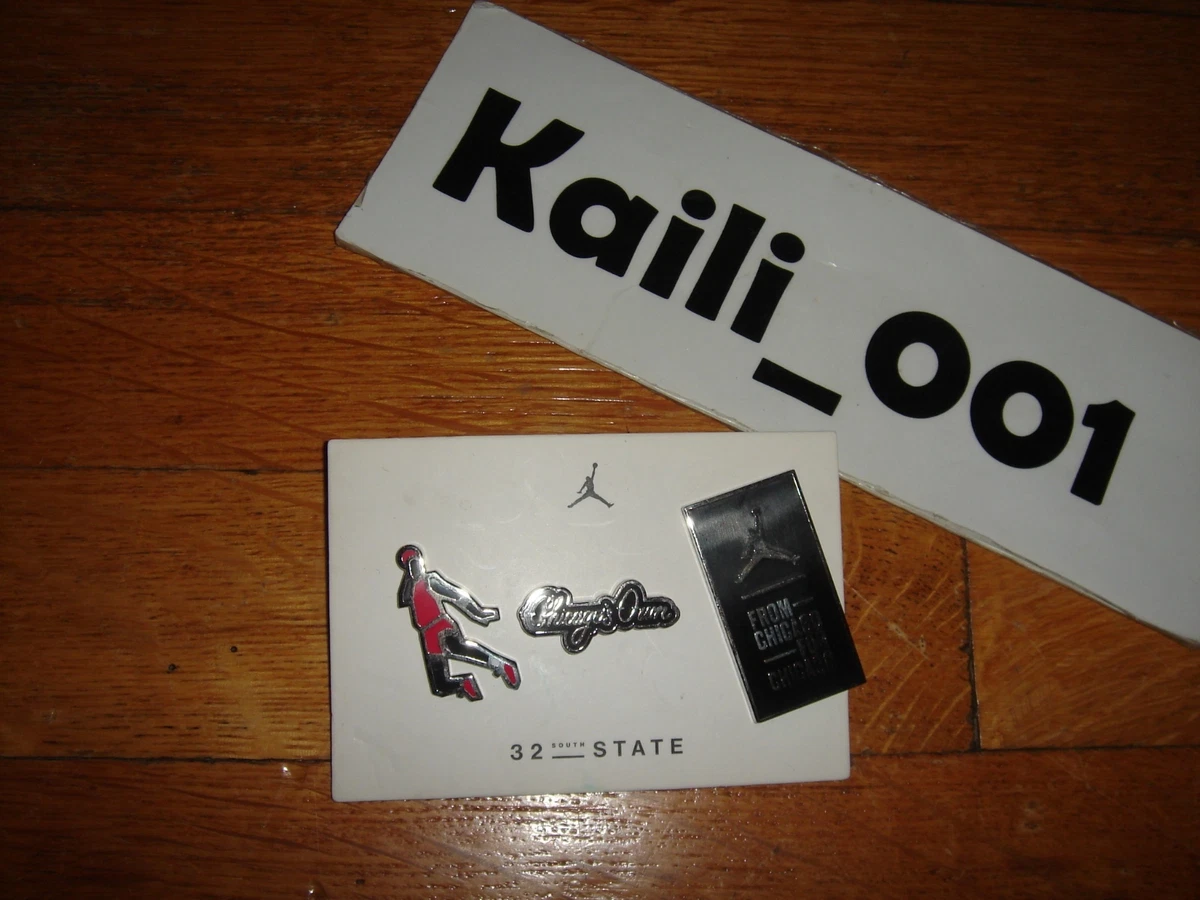 Kaili_001
Chicago's Own
FROM
CHICAGO
FOR
CHICAGO
32 SOUTH STATE